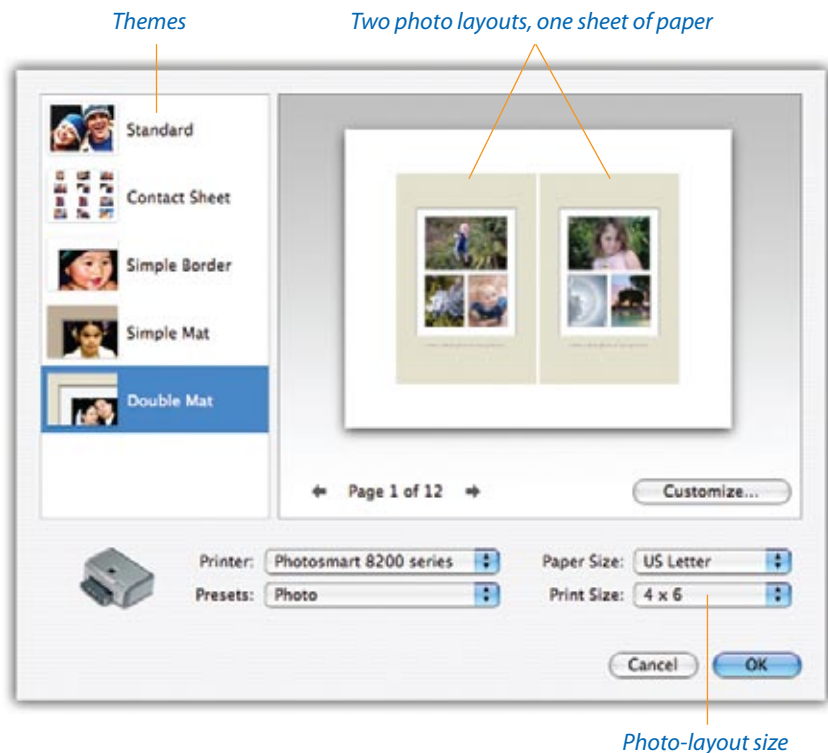 Themes
Two photo layouts, one sheet of paper
Standard
Contact Sheet
Simple Border
Simple Mat
Double Mat
Page 1 of 12
Customize...
Printer: Photosmart 8200 series
Paper Size: US Letter
Presets: Photo
Print Size: 4 x 6
Cancel
OK
Photo-layout size